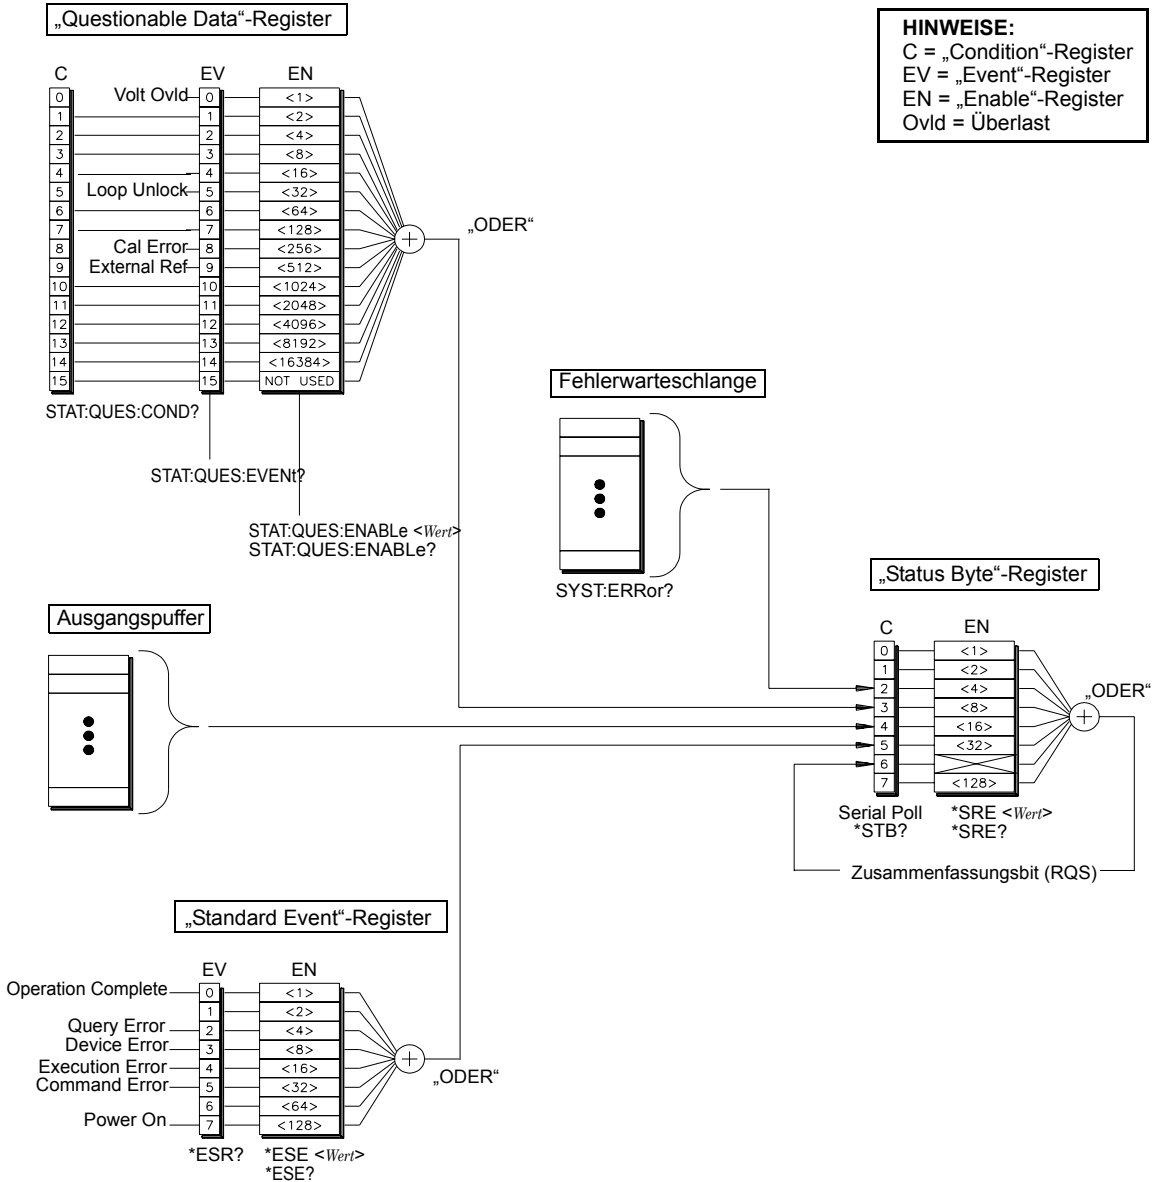 „Questionable Data“-Register
HINWEISE:
C = „Condition“-Register
EV = „Event“-Register
EN = „Enable“-Register
Ovld = Überlast
C EV EN
0 Volt Ovld 0 <1>
1 1 <2>
2 2 <4>
3 3 <8>
4 4 <16>
5 Loop Unlock 5 <32>
6 6 <64>
7 7 <128>
8 Cal Error 8 <256>
9 External Ref 9 <512>
10 10 <1024>
11 11 <2048>
12 12 <4096>
13 13 <8192>
14 14 <16384>
15 15 NOT USED
„ODER“
STAT:QUES:COND?
STAT:QUES:EVENt?
STAT:QUES:ENABLe <Wert>
STAT:QUES:ENABLe?
Fehlerwarteschlange
SYST:ERRor?
Ausgangspuffer
„Status Byte“-Register
C EN
0 <1>
1 <2>
2 <4>
3 <8>
4 <16>
5 <32>
6
7 <128>
„ODER“
Serial Poll
*STB?
*SRE <Wert>
*SRE?
Zusammenfassungsbit (RQS)
„Standard Event“-Register
EV EN
Operation Complete 0 <1>
1 <2>
Query Error 2 <4>
Device Error 3 <8>
Execution Error 4 <16>
Command Error 5 <32>
6 <64>
Power On 7 <128>
„ODER“
*ESR?
*ESE <Wert>
*ESE?